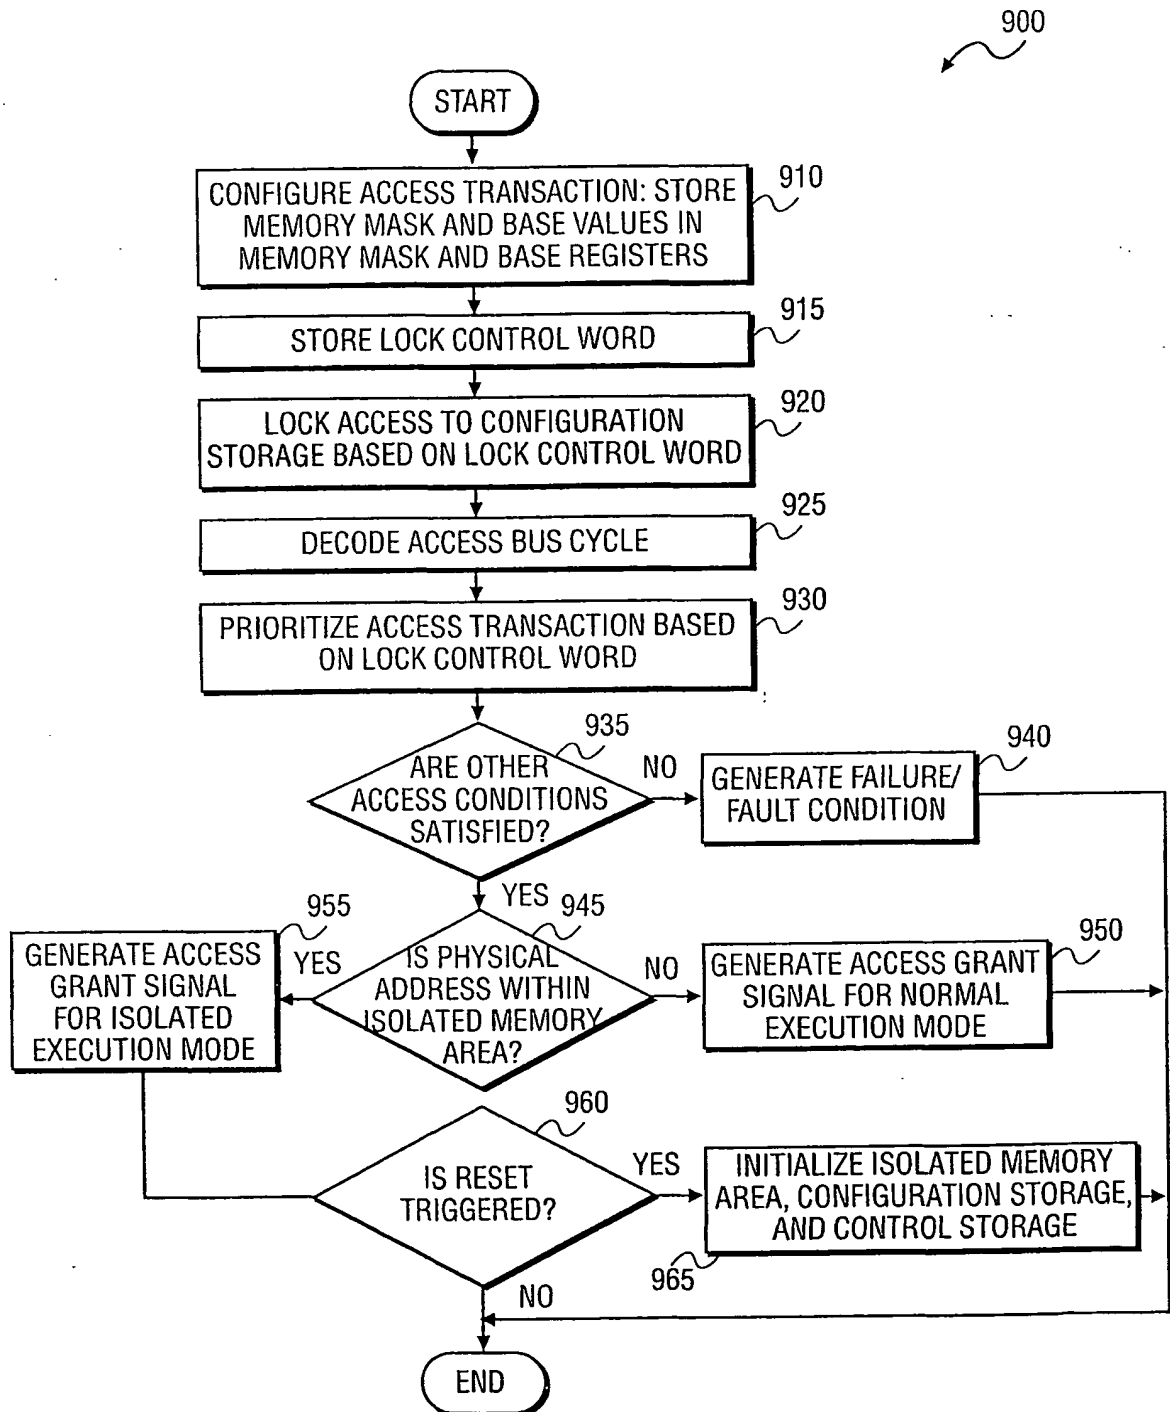 900
START
CONFIGURE ACCESS TRANSACTION: STORE
MEMORY MASK AND BASE VALUES IN
MEMORY MASK AND BASE REGISTERS
910
STORE LOCK CONTROL WORD
915
LOCK ACCESS TO CONFIGURATION
STORAGE BASED ON LOCK CONTROL WORD
920
DECODE ACCESS BUS CYCLE
925
PRIORITIZE ACCESS TRANSACTION BASED
ON LOCK CONTROL WORD
930
ARE OTHER
ACCESS CONDITIONS
SATISFIED?
935
NO
GENERATE FAILURE/
FAULT CONDITION
940
YES
IS PHYSICAL
ADDRESS WITHIN
ISOLATED MEMORY
AREA?
945
YES
GENERATE ACCESS
GRANT SIGNAL
FOR ISOLATED
EXECUTION MODE
955
NO
GENERATE ACCESS GRANT
SIGNAL FOR NORMAL
EXECUTION MODE
950
IS RESET
TRIGGERED?
960
YES
INITIALIZE ISOLATED MEMORY
AREA, CONFIGURATION STORAGE,
AND CONTROL STORAGE
965
NO
END